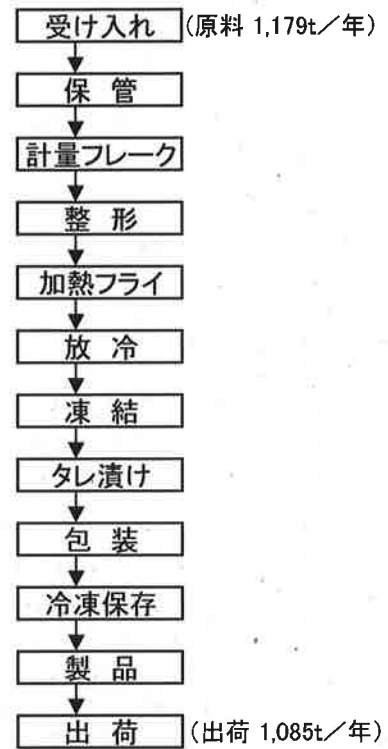 受け入れ (原料 1,179t／年)
保 管
計量フレーク
整 形
加熱フライ
放 冷
凍 結
タレ漬け
包 装
冷凍保存
製 品
出 荷 (出荷 1,085t／年)